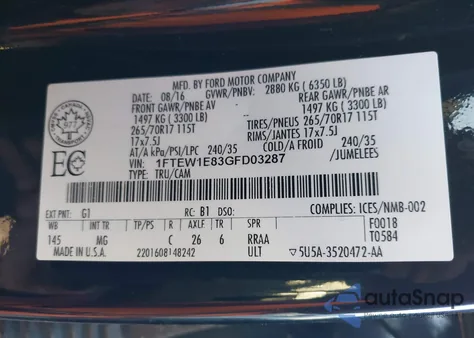 MFD. BY FORD MOTOR COMPANY
DATE: 08/16 GVWR/PNBV: 2880 KG ( 6350 LB)
FRONT GAWR/PNBE AV REAR GAWR/PNBE AR
1497 KG ( 3300 LB) 1497 KG ( 3300 LB)
265/70R17 115T TIRES/PNEUS 265/70R17 115T
17x7.5J RIMS/JANTES 17x7.5J
AT/A kPa/PSI/LPC 240/35 COLD/A FROID 240/35
VIN: 1FTEW1E83GFD03287 /JUMELEES
TYPE: TRU/CAM
EC
EXT PNT: G1 RC: B1 DSO: COMPLIES: ICES/NMB-002
WB TP/PS R AXLE TR SPR F0018
145 MG C 26 6 RRAA T0584
MADE IN U.S.A. 2201608148242 ULT 5U5A-3520472-AA
autoSnap